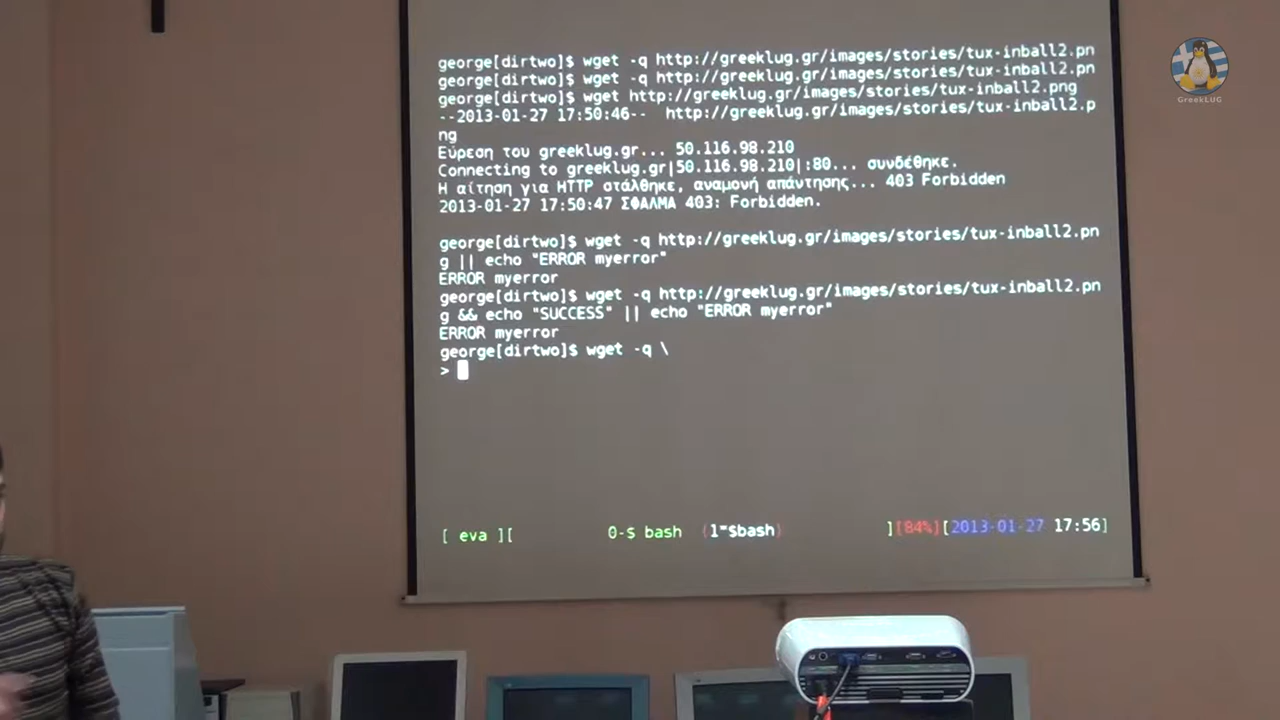 george[dirtwo]$ wget -q http://greeklug.gr/images/stories/tux-inball2.pn
george[dirtwo]$ wget -q http://greeklug.gr/images/stories/tux-inball2.pn
george[dirtwo]$ wget http://greeklug.gr/images/stories/tux-inball2.png
--2013-01-27 17:50:46-- http://greeklug.gr/images/stories/tux-inball2.p
ng
Εύρεση του greeklug.gr... 50.116.98.210
Connecting to greeklug.gr|50.116.98.210|:80... συνδέθηκε.
Η αίτηση για HTTP στάλθηκε, αναμονή απάντησης... 403 Forbidden
2013-01-27 17:50:47 ΣΦΑΛΜΑ 403: Forbidden.
george[dirtwo]$ wget -q http://greeklug.gr/images/stories/tux-inball2.pn
g || echo "ERROR myerror"
ERROR myerror
george[dirtwo]$ wget -q http://greeklug.gr/images/stories/tux-inball2.pn
g && echo "SUCCESS" || echo "ERROR myerror"
ERROR myerror
george[dirtwo]$ wget -q \
>
[ eva ][ 0-$ bash (1*$bash) ][84%][2013-01-27 17:56]
GreekLUG